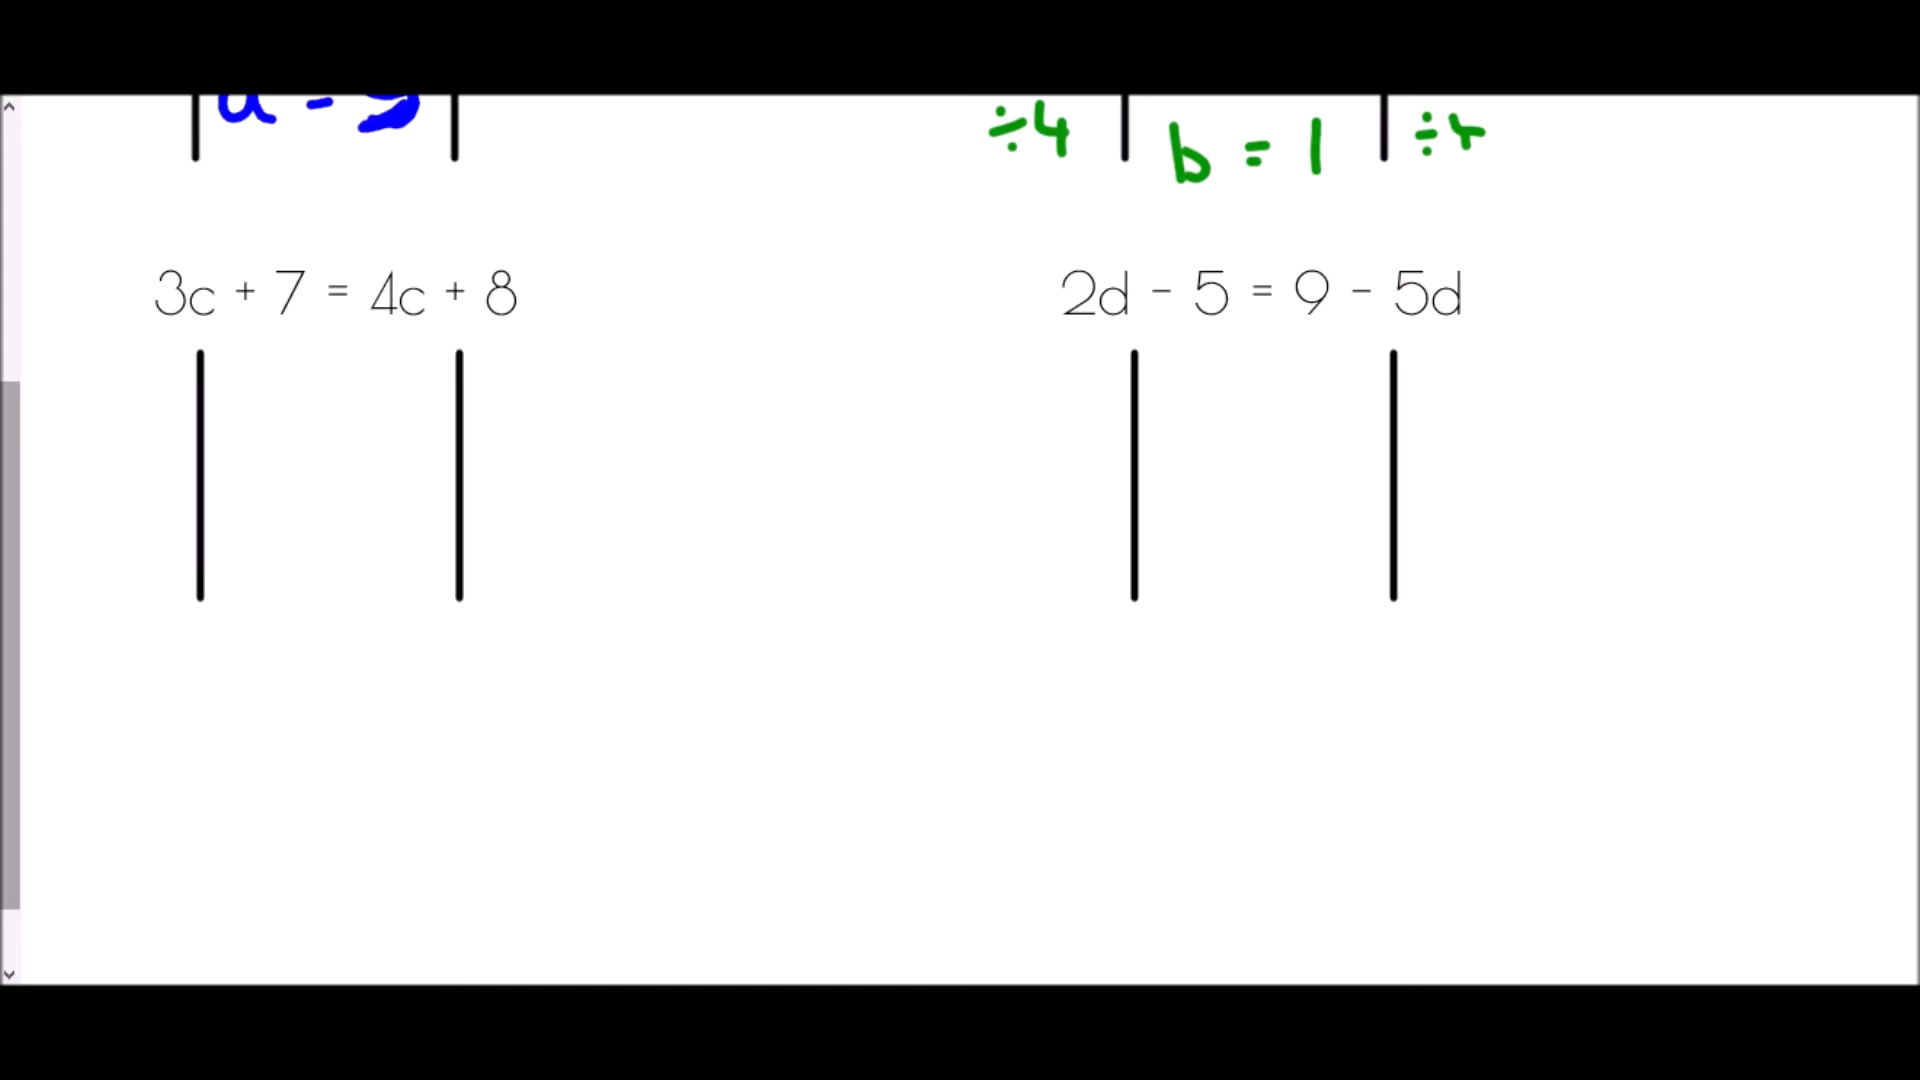 ÷4 b = 1 ÷4
3c + 7 = 4c + 8
2d - 5 = 9 - 5d